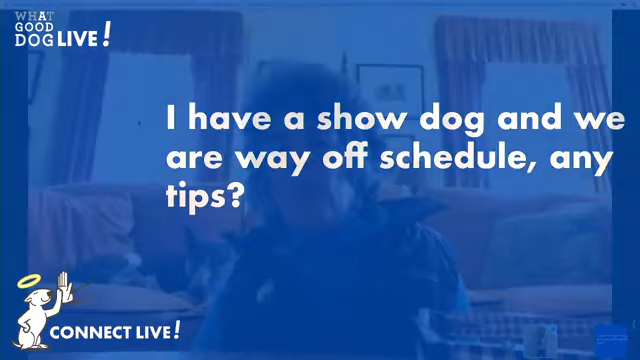 WHAT
GOOD
DOG LIVE!
I have a show dog and we
are way off schedule, any
tips?
CONNECT LIVE!